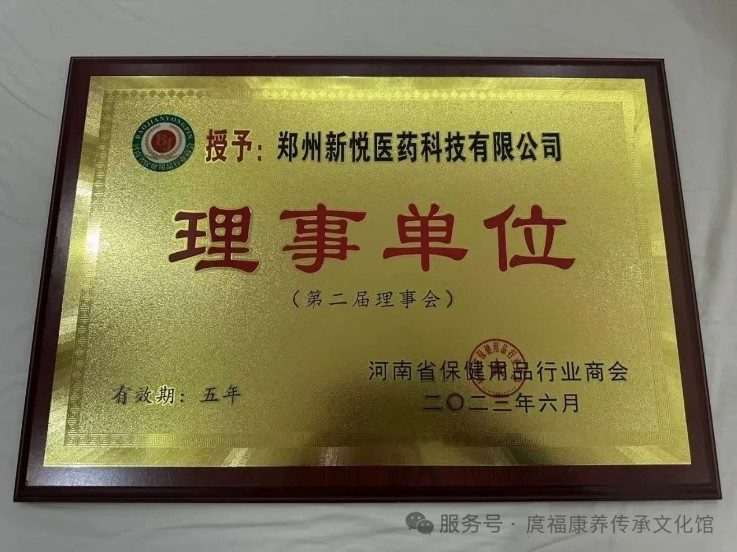 BAOJIANYONGPIN
授予：郑州新悦医药科技有限公司
理事单位
（第二届理事会）
河南省保健用品行业商会
有效期：五年
二〇二三年六月
服务号·庹福康养传承文化馆